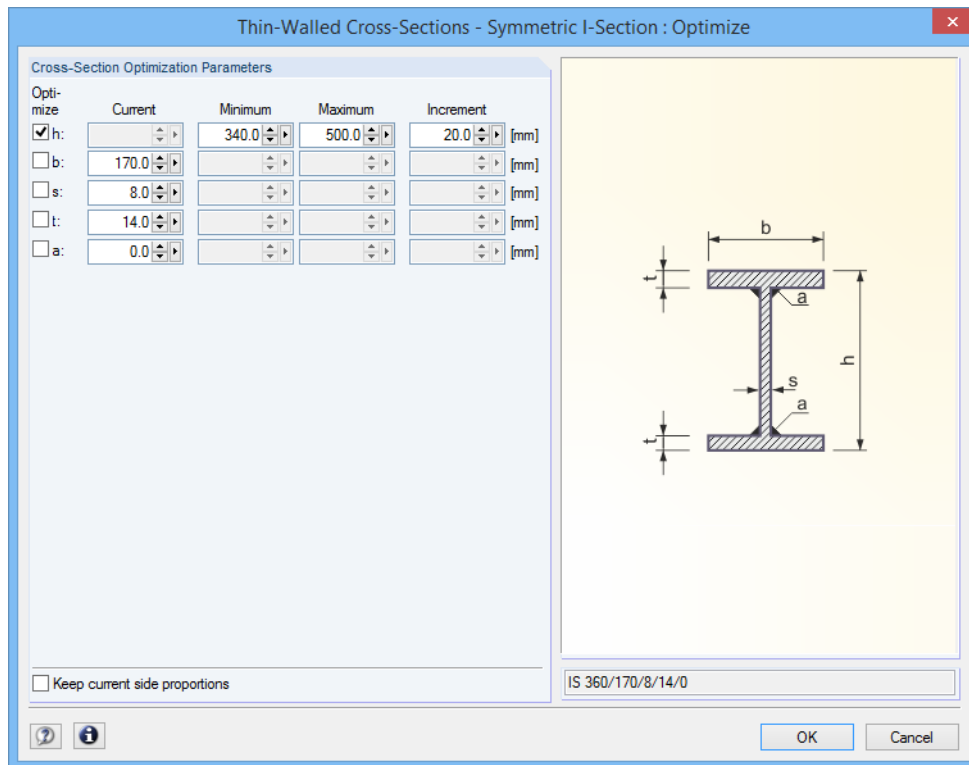 Thin-Walled Cross-Sections - Symmetric I-Section : Optimize
Cross-Section Optimization Parameters
Opti-
mize Current Minimum Maximum Increment
h: 340.0 500.0 20.0 [mm]
b: 170.0 [mm]
s: 8.0 [mm]
t: 14.0 [mm]
a: 0.0 [mm]
b
t
a
h
s
a
t
Keep current side proportions
IS 360/170/8/14/0
OK Cancel